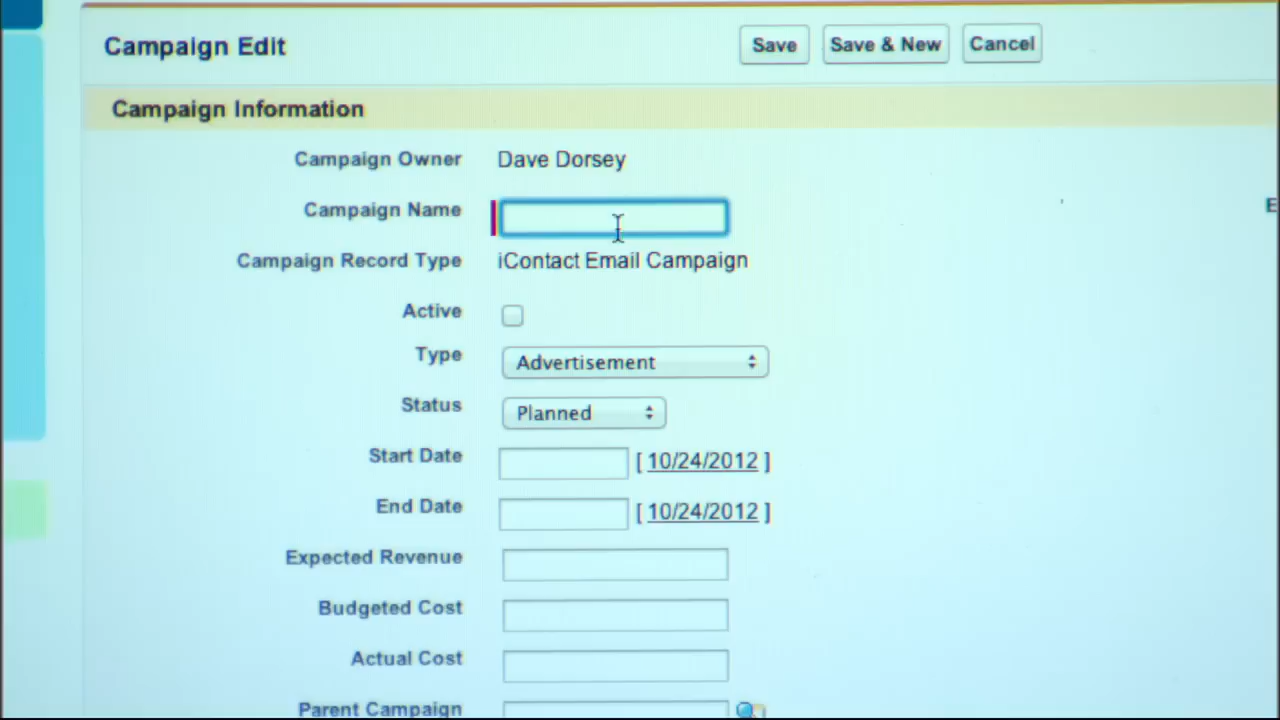 Campaign Edit Save Save & New Cancel
Campaign Information
Campaign Owner Dave Dorsey
Campaign Name
Campaign Record Type iContact Email Campaign
Active
Type Advertisement
Status Planned
Start Date [ 10/24/2012 ]
End Date [ 10/24/2012 ]
Expected Revenue
Budgeted Cost
Actual Cost
Parent Campaign